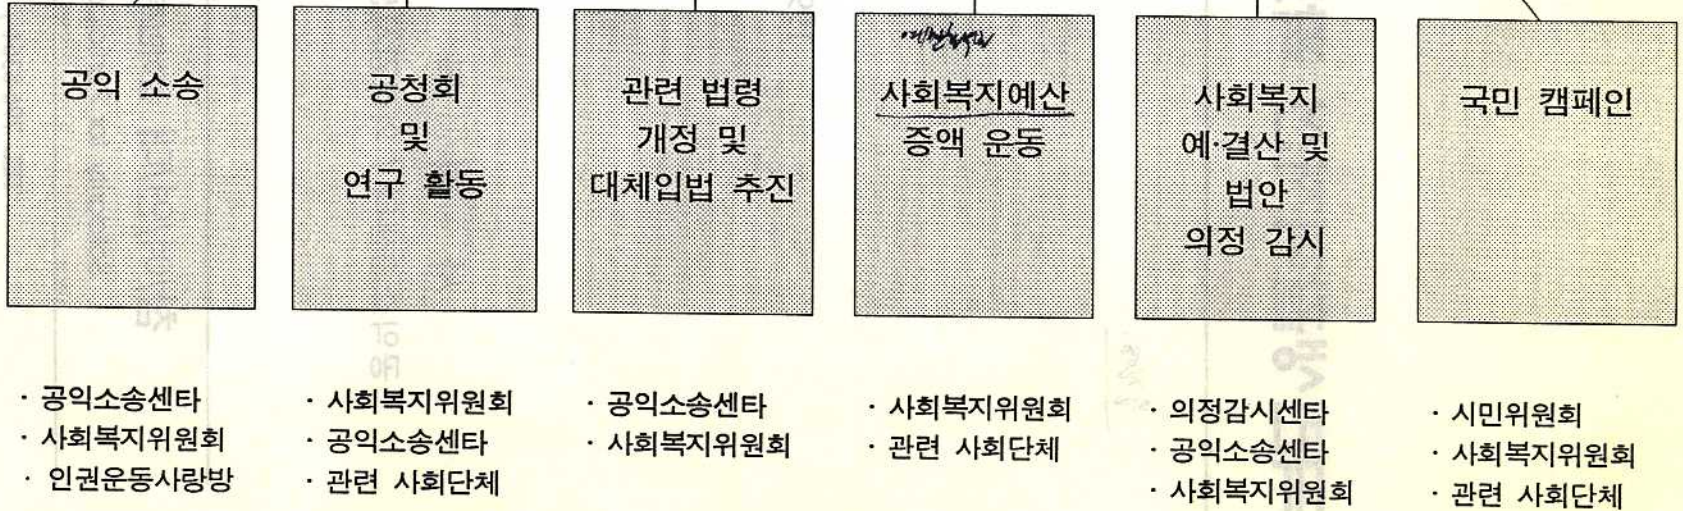 공익 소송
공청회
및
연구 활동
관련 법령
개정 및
대체입법 추진
사회복지예산
증액 운동
사회복지
예·결산 및
법안
의정 감시
국민 캠페인
· 공익소송센타
· 사회복지위원회
· 인권운동사랑방
· 사회복지위원회
· 공익소송센타
· 관련 사회단체
· 공익소송센타
· 사회복지위원회
· 사회복지위원회
· 관련 사회단체
· 의정감시센타
· 공익소송센타
· 사회복지위원회
· 시민위원회
· 사회복지위원회
· 관련 사회단체